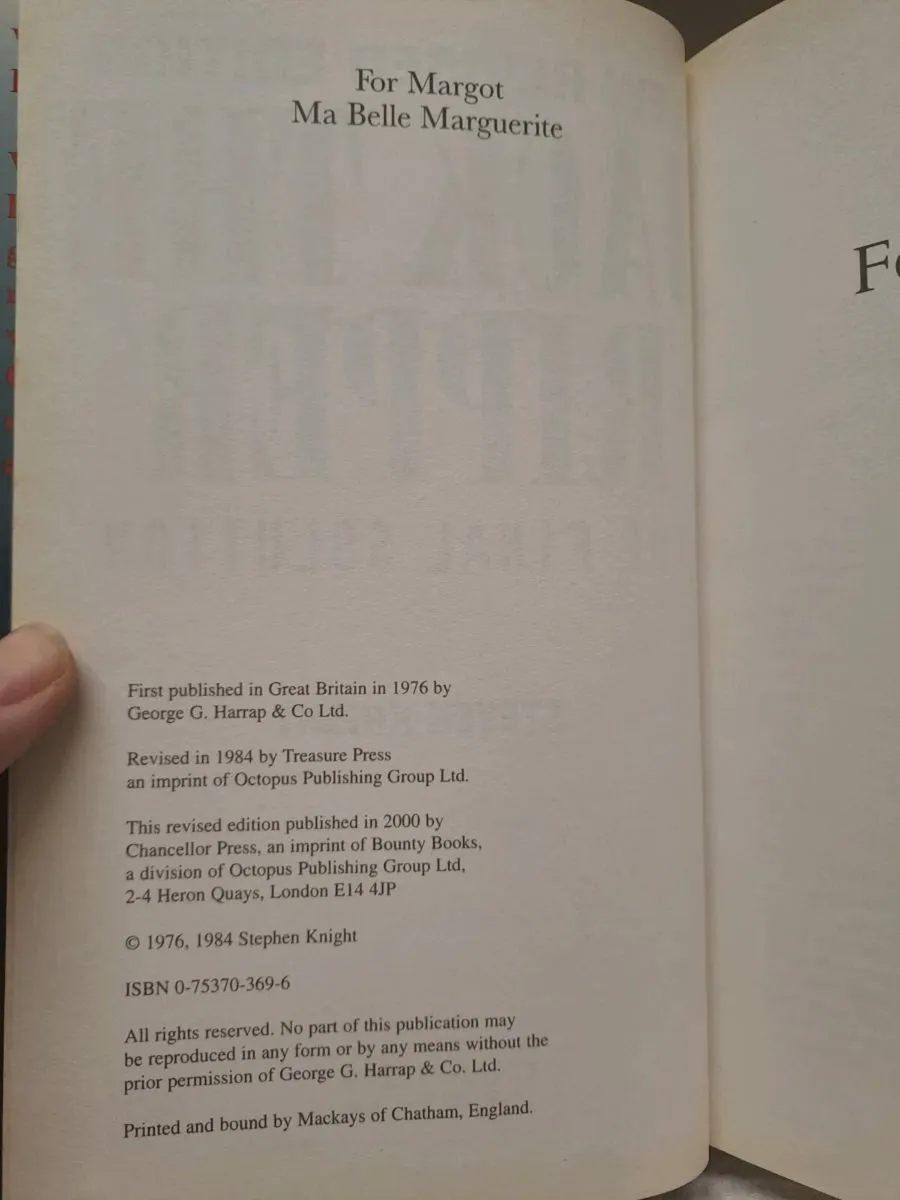 For Margot
Ma Belle Marguerite
First published in Great Britain in 1976 by
George G. Harrap & Co Ltd.
Revised in 1984 by Treasure Press
an imprint of Octopus Publishing Group Ltd.
This revised edition published in 2000 by
Chancellor Press, an imprint of Bounty Books,
a division of Octopus Publishing Group Ltd,
2-4 Heron Quays, London E14 4JP
© 1976, 1984 Stephen Knight
ISBN 0-75370-369-6
All rights reserved. No part of this publication may
be reproduced in any form or by any means without the
prior permission of George G. Harrap & Co. Ltd.
Printed and bound by Mackays of Chatham, England.